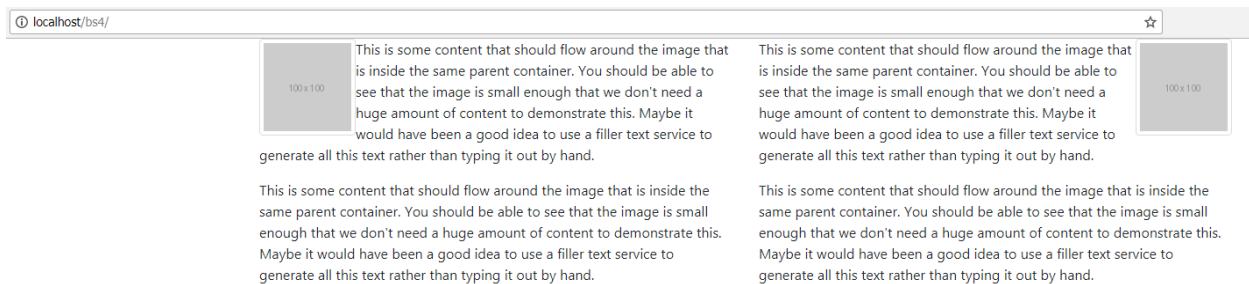 localhost/bs4/
100 x 100
This is some content that should flow around the image that
is inside the same parent container. You should be able to
see that the image is small enough that we don't need a
huge amount of content to demonstrate this. Maybe it
would have been a good idea to use a filler text service to
generate all this text rather than typing it out by hand.
This is some content that should flow around the image that is inside the
same parent container. You should be able to see that the image is small
enough that we don't need a huge amount of content to demonstrate this.
Maybe it would have been a good idea to use a filler text service to
generate all this text rather than typing it out by hand.
This is some content that should flow around the image that
is inside the same parent container. You should be able to
see that the image is small enough that we don't need a
huge amount of content to demonstrate this. Maybe it
would have been a good idea to use a filler text service to
generate all this text rather than typing it out by hand.
100 x 100
This is some content that should flow around the image that is inside the
same parent container. You should be able to see that the image is small
enough that we don't need a huge amount of content to demonstrate this.
Maybe it would have been a good idea to use a filler text service to
generate all this text rather than typing it out by hand.